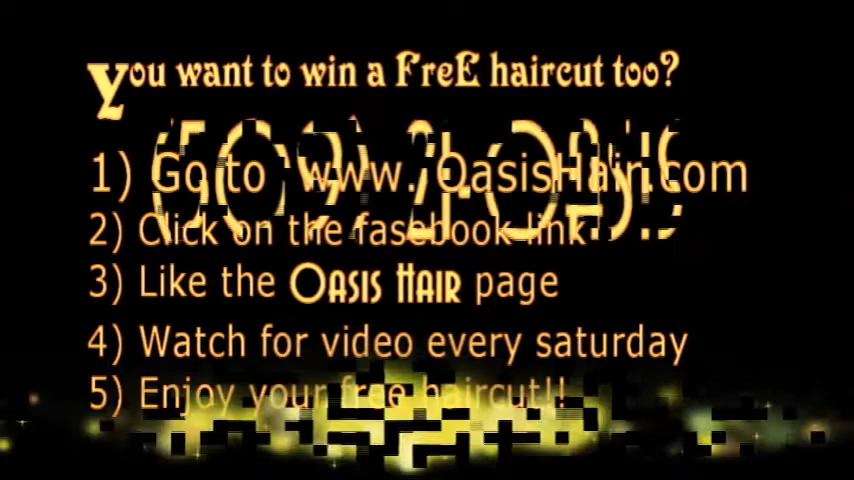 You want to win a FreE haircut too?
1) Go to www.OasisHair.com
2) Click on the fasebook link
3) Like the Oasis Hair page
4) Watch for video every saturday
5) Enjoy your free haircut!!